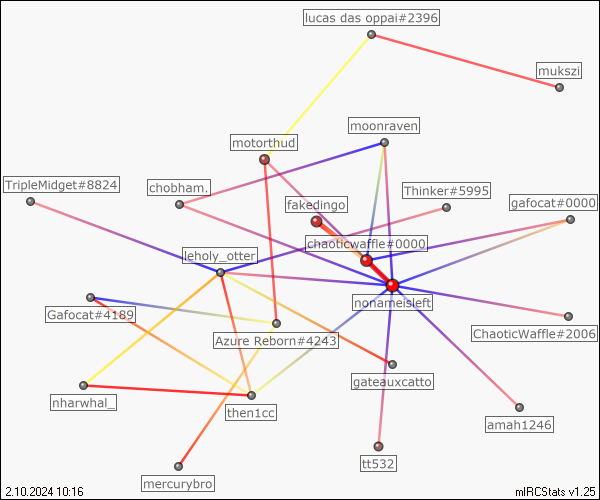 lucas das oppai#2396
mukszi
moonraven
motorthud
TripleMidget#8824
chobham.
Thinker#5995
gafocat#0000
fakedingo
chaoticwaffle#0000
leholy_otter
nonameisleft
Gafocat#4189
Azure Reborn#4243
ChaoticWaffle#2006
gateauxcatto
nharwhal_
then1cc
amah1246
tt532
mercurybro
2.10.2024 10:16
mIRCStats v1.25